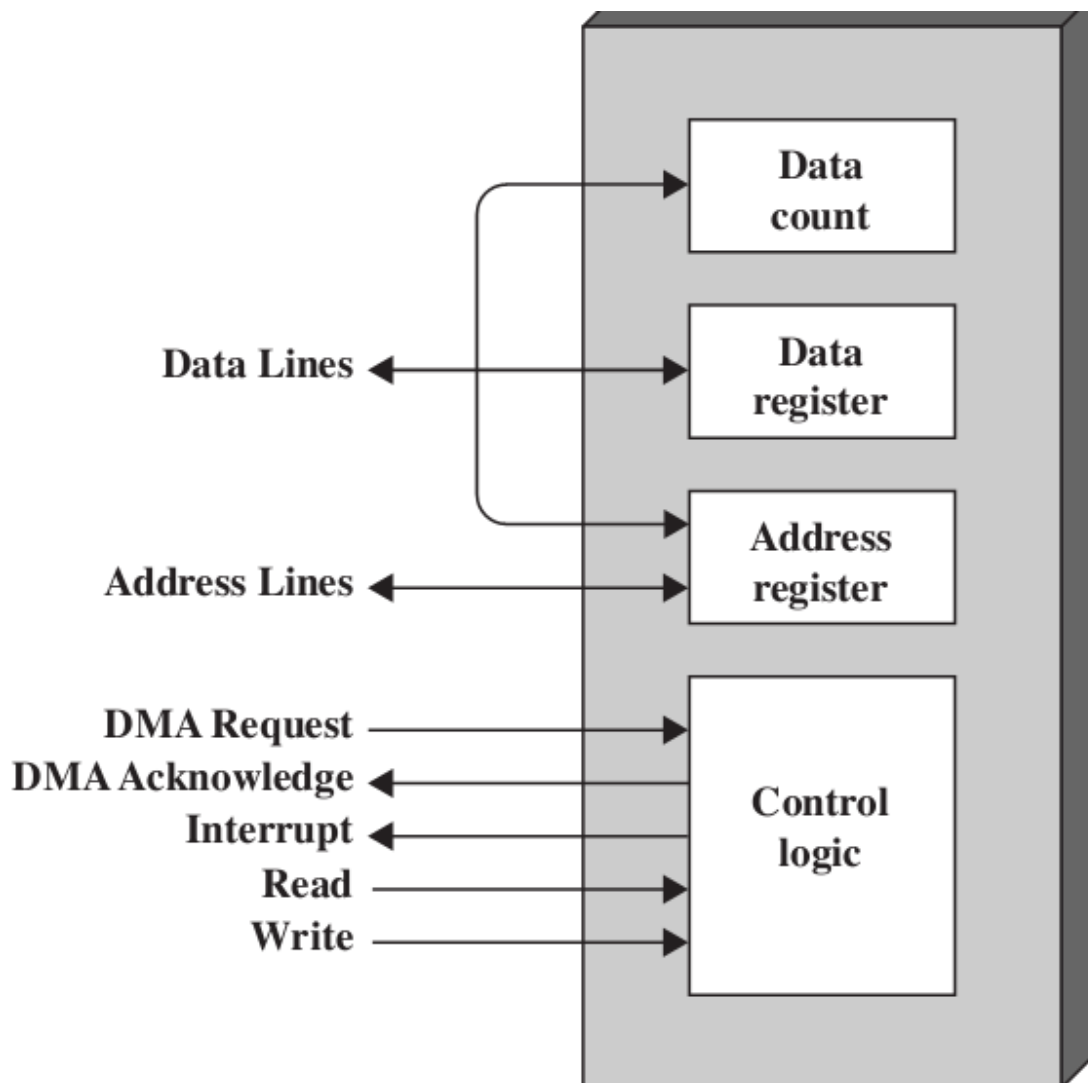 Data
count
Data Lines
Data
register
Address
register
Address Lines
DMA Request
DMA Acknowledge
Interrupt
Read
Write
Control
logic